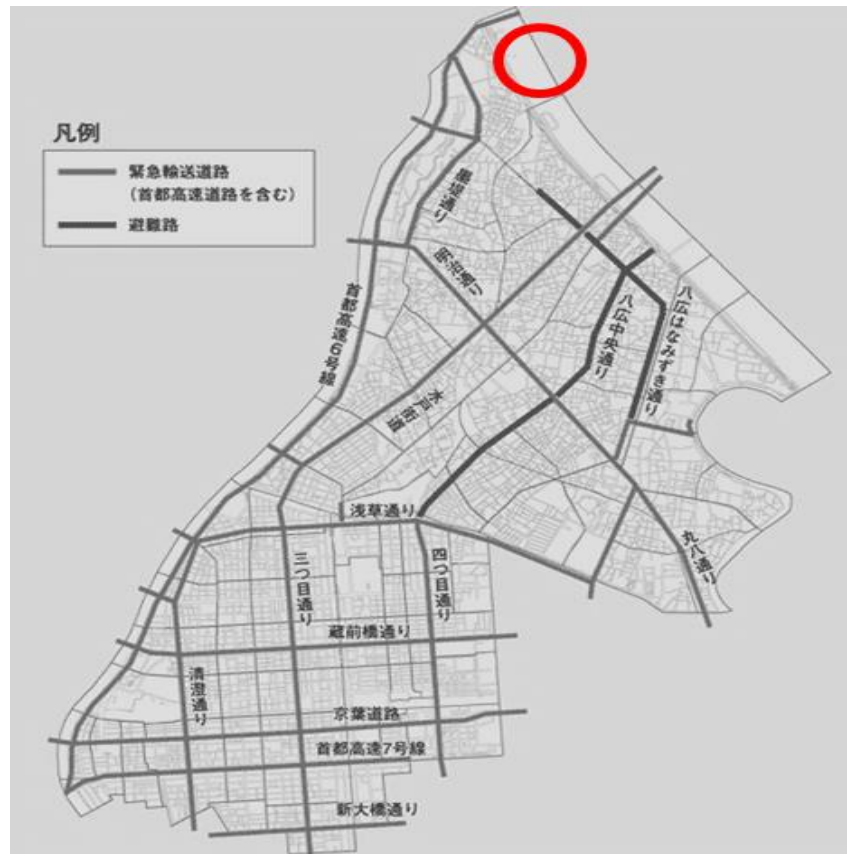 凡例
緊急輸送道路
（首都高速道路を含む）
避難路
墨堤通り
明治通り
八広はなみずき通り
八広中央通り
首都高速6号線
水戸街道
浅草通り
丸八通り
三つ目通り
四つ目通り
蔵前橋通り
清澄通り
京葉道路
首都高速7号線
新大橋通り